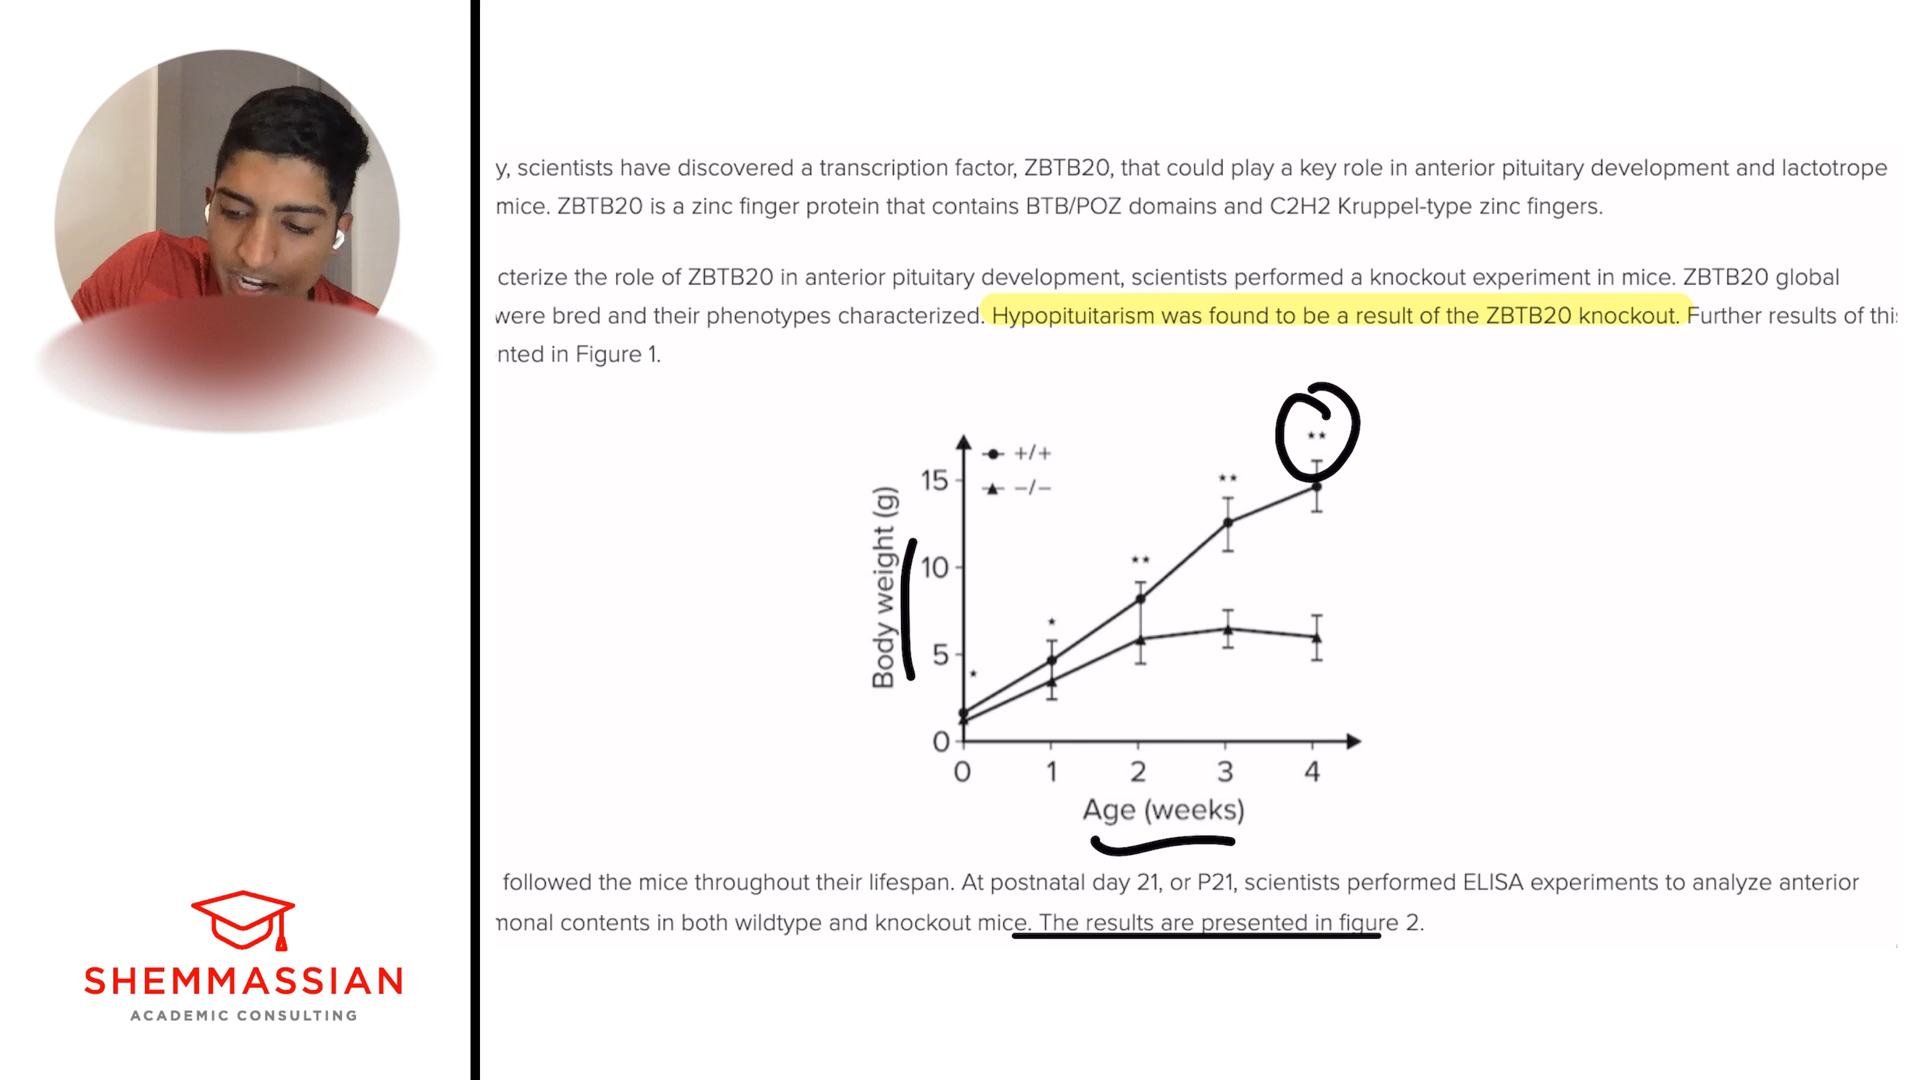 y, scientists have discovered a transcription factor, ZBTB20, that could play a key role in anterior pituitary development and lactotrope
mice. ZBTB20 is a zinc finger protein that contains BTB/POZ domains and C2H2 Kruppel-type zinc fingers.
cterize the role of ZBTB20 in anterior pituitary development, scientists performed a knockout experiment in mice. ZBTB20 global
were bred and their phenotypes characterized. Hypopituitarism was found to be a result of the ZBTB20 knockout. Further results of this
nted in Figure 1.
+/+
−/−
Body weight (g)
15
10
5
0
* * ** ** **
0 1 2 3 4
Age (weeks)
followed the mice throughout their lifespan. At postnatal day 21, or P21, scientists performed ELISA experiments to analyze anterior
monal contents in both wildtype and knockout mice. The results are presented in figure 2.
SHEMMASSIAN
ACADEMIC CONSULTING